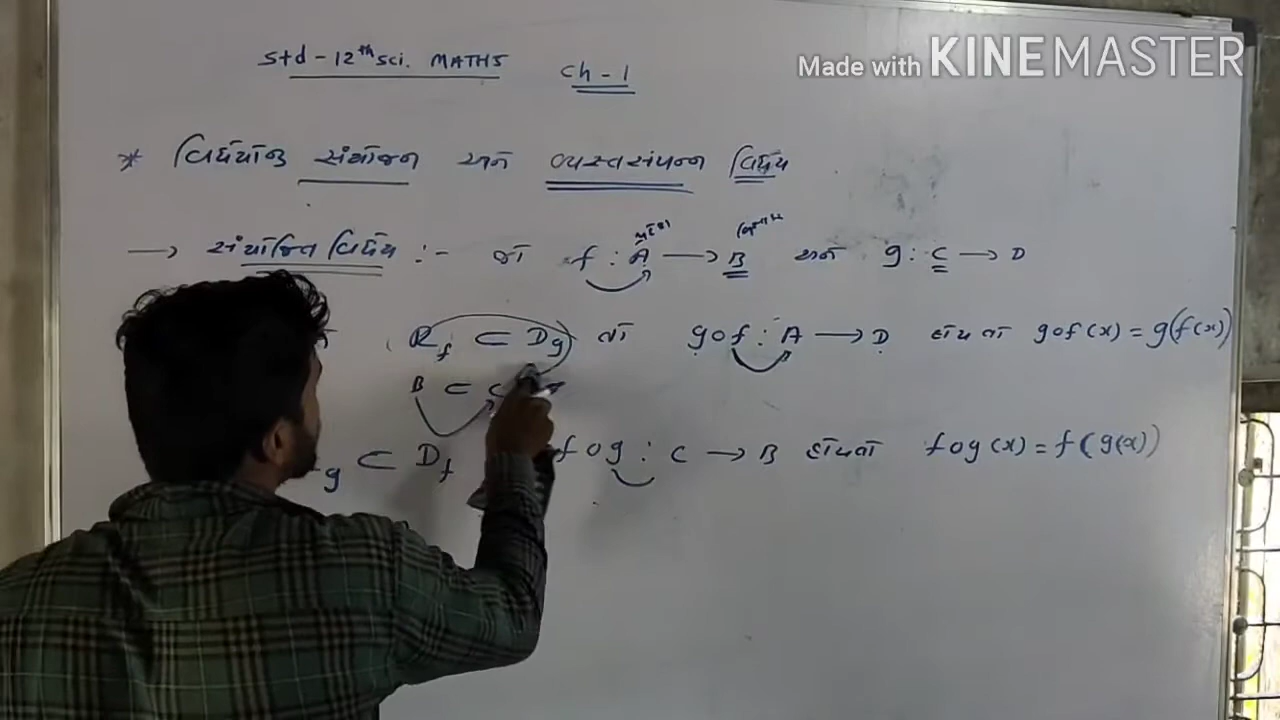 Std - 12th sci. MATHS Ch - 1
Made with KINEMASTER
* વિધેયોનું સંયોજન અને વ્યસ્તસંપન્ન વિધેય
→ સંયોજિત વિધેય :- જો f : A → B અને g : C → D
R_f ⊂ D_g તો gof : A → D હોય તો gof(x) = g(f(x))
B ⊂ C
g ⊂ D_f fog : C → B હોય તો fog(x) = f(g(x))